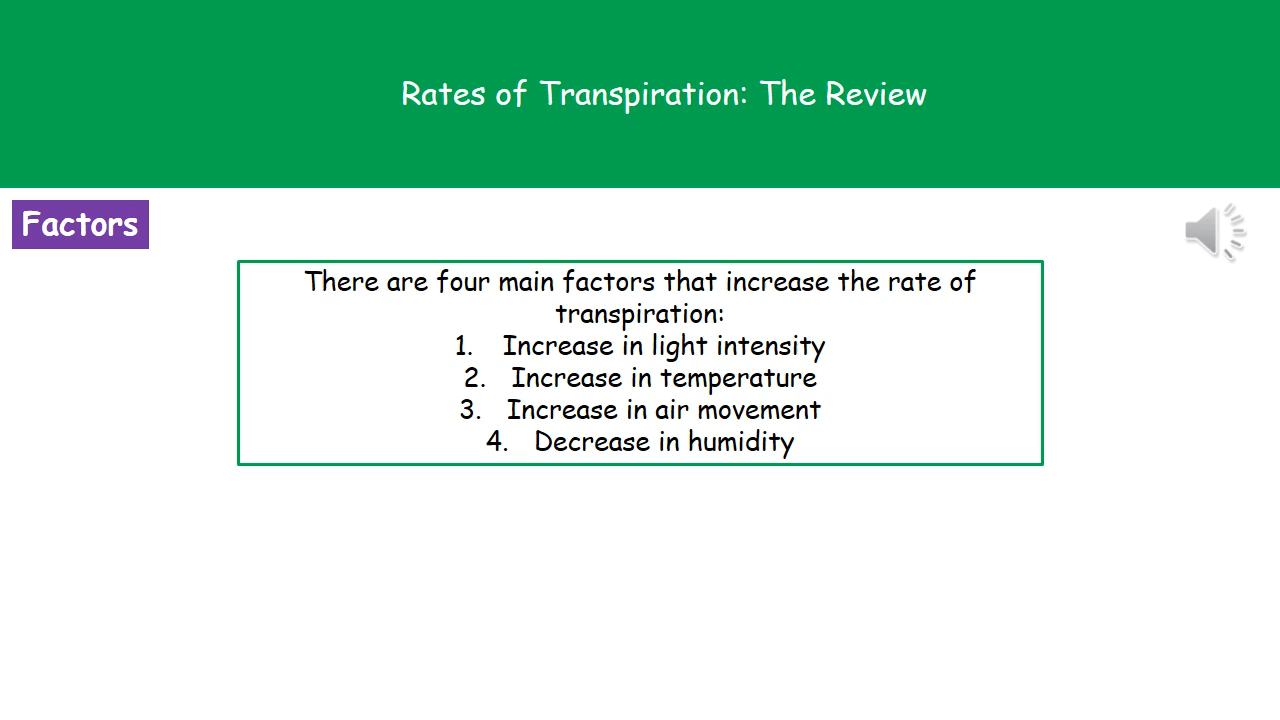 Rates of Transpiration: The Review
Factors
There are four main factors that increase the rate of
transpiration:
1. Increase in light intensity
2. Increase in temperature
3. Increase in air movement
4. Decrease in humidity